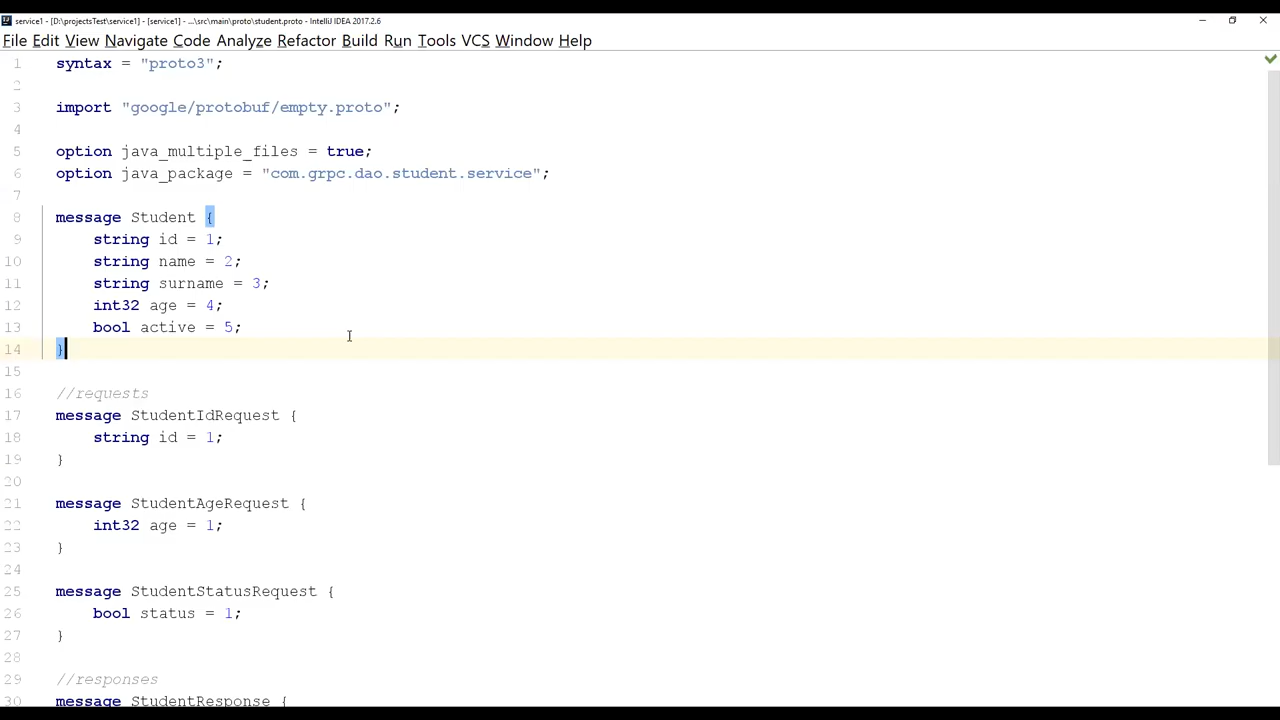 service1 - [D:\projectsTest\service1] - [service1] - ...\src\main\proto\student.proto - IntelliJ IDEA 2017.2.6
File Edit View Navigate Code Analyze Refactor Build Run Tools VCS Window Help
1 syntax = "proto3";
2
3 import "google/protobuf/empty.proto";
4
5 option java_multiple_files = true;
6 option java_package = "com.grpc.dao.student.service";
7
8 message Student {
9 string id = 1;
10 string name = 2;
11 string surname = 3;
12 int32 age = 4;
13 bool active = 5;
14 }
15
16 //requests
17 message StudentIdRequest {
18 string id = 1;
19 }
20
21 message StudentAgeRequest {
22 int32 age = 1;
23 }
24
25 message StudentStatusRequest {
26 bool status = 1;
27 }
28
29 //responses
30 message StudentResponse {